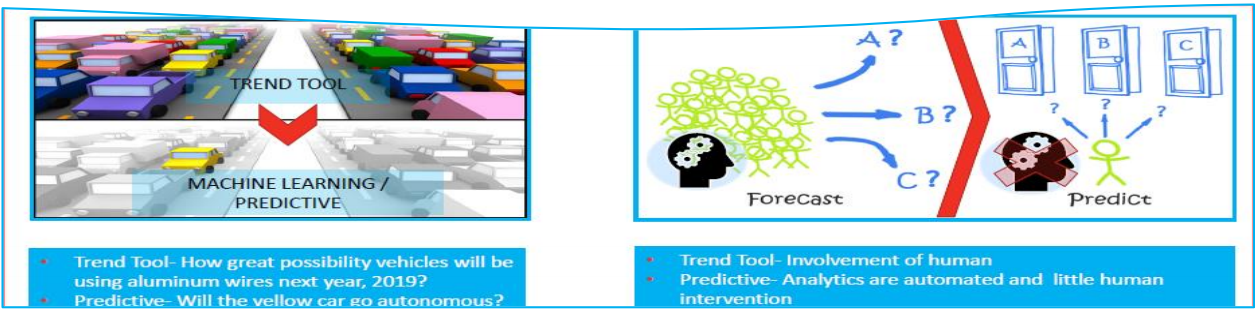 TREND TOOL
MACHINE LEARNING /
PREDICTIVE
A ?
B ?
C ?
Forecast
A
B
C
?
?
?
Predict
• Trend Tool- How great possibility vehicles will be
using aluminum wires next year, 2019?
• Predictive- Will the yellow car go autonomous?
• Trend Tool- Involvement of human
• Predictive- Analytics are automated and little human
intervention